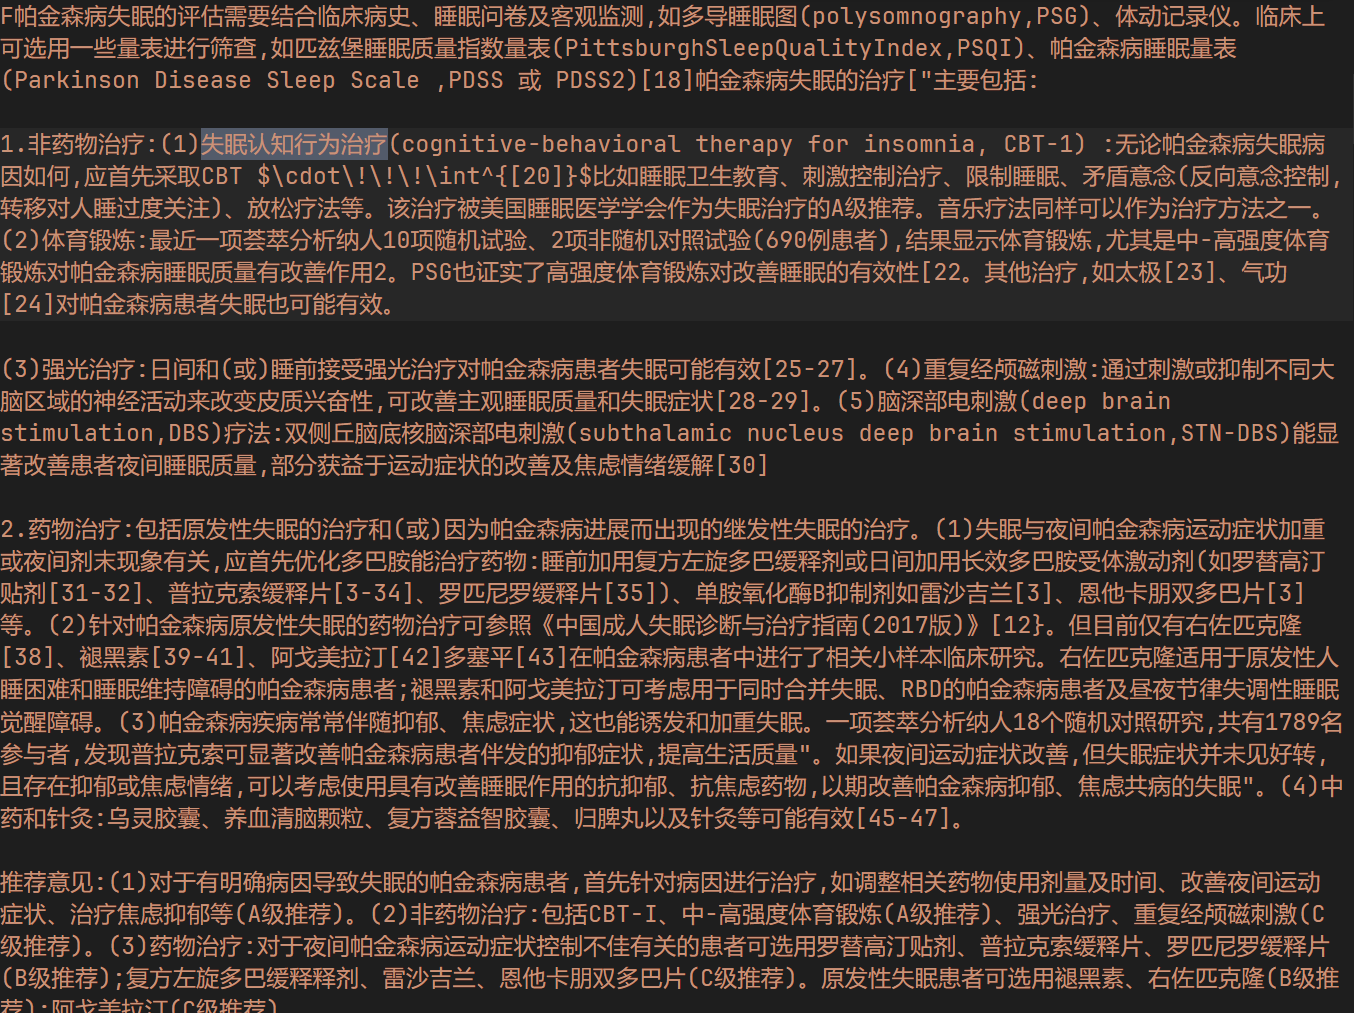 F帕金森病失眠的评估需要结合临床病史、睡眠问卷及客观监测,如多导睡眠图(polysomnography,PSG)、体动记录仪。临床上
可选用一些量表进行筛查,如匹兹堡睡眠质量指数量表(PittsburghSleepQualityIndex,PSQI)、帕金森病睡眠量表
(Parkinson Disease Sleep Scale ,PDSS 或 PDSS2)[18]帕金森病失眠的治疗["主要包括:
1.非药物治疗:(1)失眠认知行为治疗(cognitive-behavioral therapy for insomnia, CBT-1) :无论帕金森病失眠病
因如何,应首先采取CBT $\cdot\!\!\!\int^{[20]}$比如睡眠卫生教育、刺激控制治疗、限制睡眠、矛盾意念(反向意念控制,
转移对人睡过度关注)、放松疗法等。该治疗被美国睡眠医学学会作为失眠治疗的A级推荐。音乐疗法同样可以作为治疗方法之一。
(2)体育锻炼:最近一项荟萃分析纳人10项随机试验、2项非随机对照试验(690例患者),结果显示体育锻炼,尤其是中-高强度体育
锻炼对帕金森病睡眠质量有改善作用2。PSG也证实了高强度体育锻炼对改善睡眠的有效性[22。其他治疗,如太极[23]、气功
[24]对帕金森病患者失眠也可能有效。
(3)强光治疗:日间和(或)睡前接受强光治疗对帕金森病患者失眠可能有效[25-27]。(4)重复经颅磁刺激:通过刺激或抑制不同大
脑区域的神经活动来改变皮质兴奋性,可改善主观睡眠质量和失眠症状[28-29]。(5)脑深部电刺激(deep brain
stimulation,DBS)疗法:双侧丘脑底核脑深部电刺激(subthalamic nucleus deep brain stimulation,STN-DBS)能显
著改善患者夜间睡眠质量,部分获益于运动症状的改善及焦虑情绪缓解[30]
2.药物治疗:包括原发性失眠的治疗和(或)因为帕金森病进展而出现的继发性失眠的治疗。(1)失眠与夜间帕金森病运动症状加重
或夜间剂末现象有关,应首先优化多巴胺能治疗药物:睡前加用复方左旋多巴缓释剂或日间加用长效多巴胺受体激动剂(如罗替高汀
贴剂[31-32]、普拉克索缓释片[3-34]、罗匹尼罗缓释片[35])、单胺氧化酶B抑制剂如雷沙吉兰[3]、恩他卡朋双多巴片[3]
等。(2)针对帕金森病原发性失眠的药物治疗可参照《中国成人失眠诊断与治疗指南(2017版)》[12}。但目前仅有右佐匹克隆
[38]、褪黑素[39-41]、阿戈美拉汀[42]多塞平[43]在帕金森病患者中进行了相关小样本临床研究。右佐匹克隆适用于原发性人
睡困难和睡眠维持障碍的帕金森病患者;褪黑素和阿戈美拉汀可考虑用于同时合并失眠、RBD的帕金森病患者及昼夜节律失调性睡眠
觉醒障碍。(3)帕金森病疾病常常伴随抑郁、焦虑症状,这也能诱发和加重失眠。一项荟萃分析纳人18个随机对照研究,共有1789名
参与者,发现普拉克索可显著改善帕金森病患者伴发的抑郁症状,提高生活质量"。如果夜间运动症状改善,但失眠症状并未见好转,
且存在抑郁或焦虑情绪,可以考虑使用具有改善睡眠作用的抗抑郁、抗焦虑药物,以期改善帕金森病抑郁、焦虑共病的失眠"。(4)中
药和针灸:乌灵胶囊、养血清脑颗粒、复方蓉益智胶囊、归脾丸以及针灸等可能有效[45-47]。
推荐意见:(1)对于有明确病因导致失眠的帕金森病患者,首先针对病因进行治疗,如调整相关药物使用剂量及时间、改善夜间运动
症状、治疗焦虑抑郁等(A级推荐)。(2)非药物治疗:包括CBT-I、中-高强度体育锻炼(A级推荐)、强光治疗、重复经颅磁刺激(C
级推荐)。(3)药物治疗:对于夜间帕金森病运动症状控制不佳有关的患者可选用罗替高汀贴剂、普拉克索缓释片、罗匹尼罗缓释片
(B级推荐);复方左旋多巴缓释释剂、雷沙吉兰、恩他卡朋双多巴片(C级推荐)。原发性失眠患者可选用褪黑素、右佐匹克隆(B级推
荐);阿戈美拉汀(C级推荐)